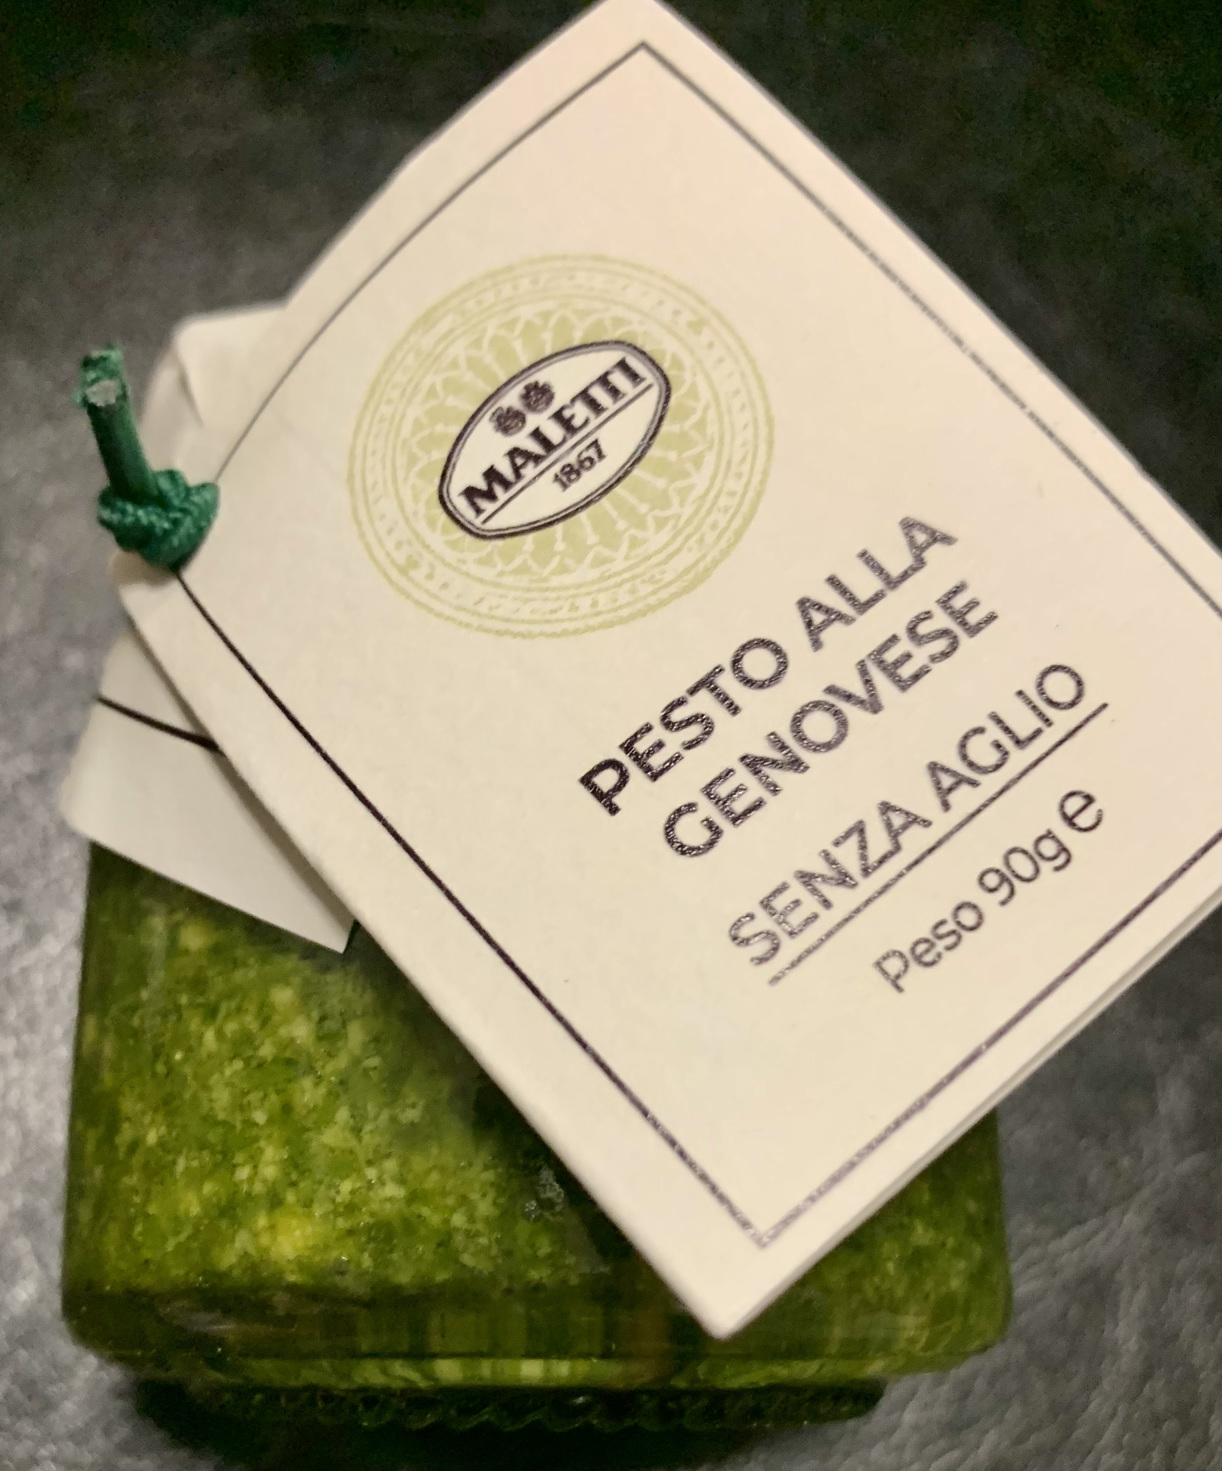 MALETTI
1867
PESTO ALLA
GENOVESE
SENZA AGLIO
Peso 90g e